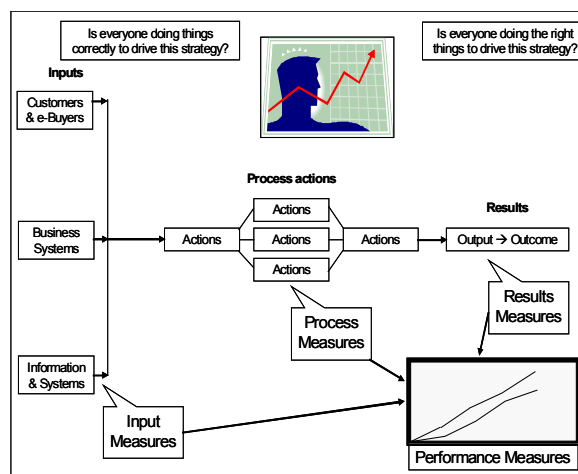 Is everyone doing things
correctly to drive this strategy?
Is everyone doing the right
things to drive this strategy?
Inputs
Customers
& e-Buyers
Process actions
Results
Actions
Business
Systems
Actions
Actions
Actions
Output → Outcome
Actions
Results
Measures
Process
Measures
Information
& Systems
Input
Measures
Performance Measures